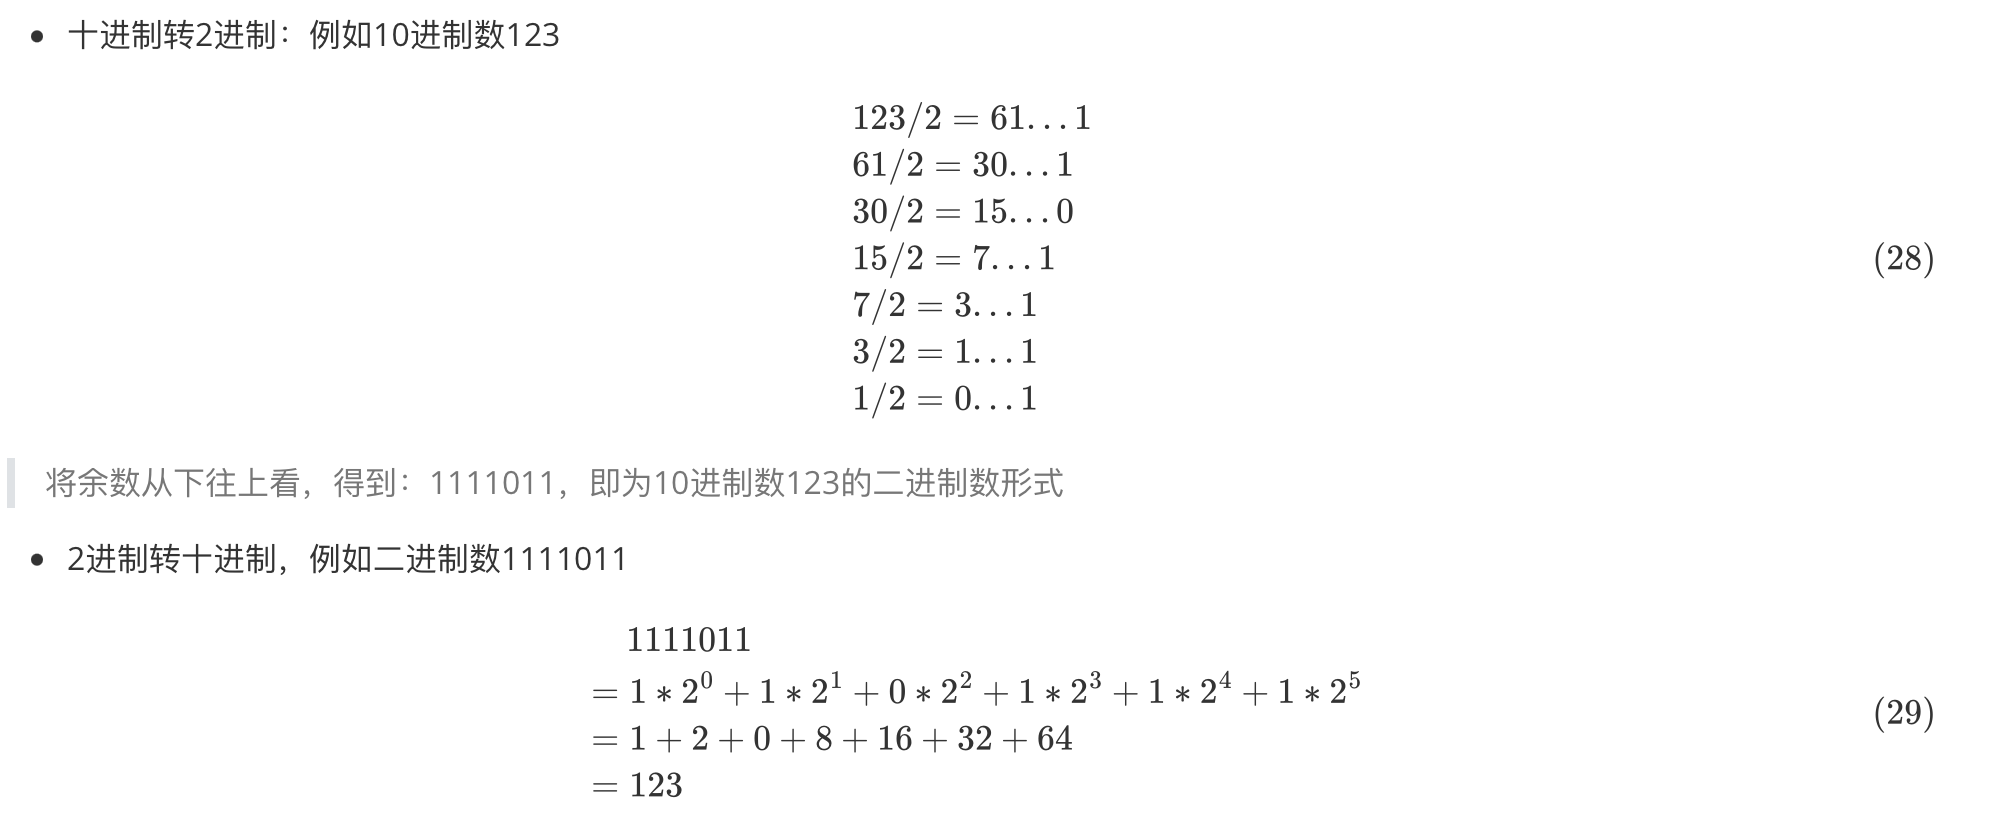 • 十进制转2进制：例如10进制数123
123/2 = 61...1
61/2 = 30...1
30/2 = 15...0
15/2 = 7...1
7/2 = 3...1
3/2 = 1...1
1/2 = 0...1
(28)
将余数从下往上看，得到：1111011，即为10进制数123的二进制数形式
• 2进制转十进制，例如二进制数1111011
1111011
= 1 * 2^0 + 1 * 2^1 + 0 * 2^2 + 1 * 2^3 + 1 * 2^4 + 1 * 2^5
= 1 + 2 + 0 + 8 + 16 + 32 + 64
= 123
(29)